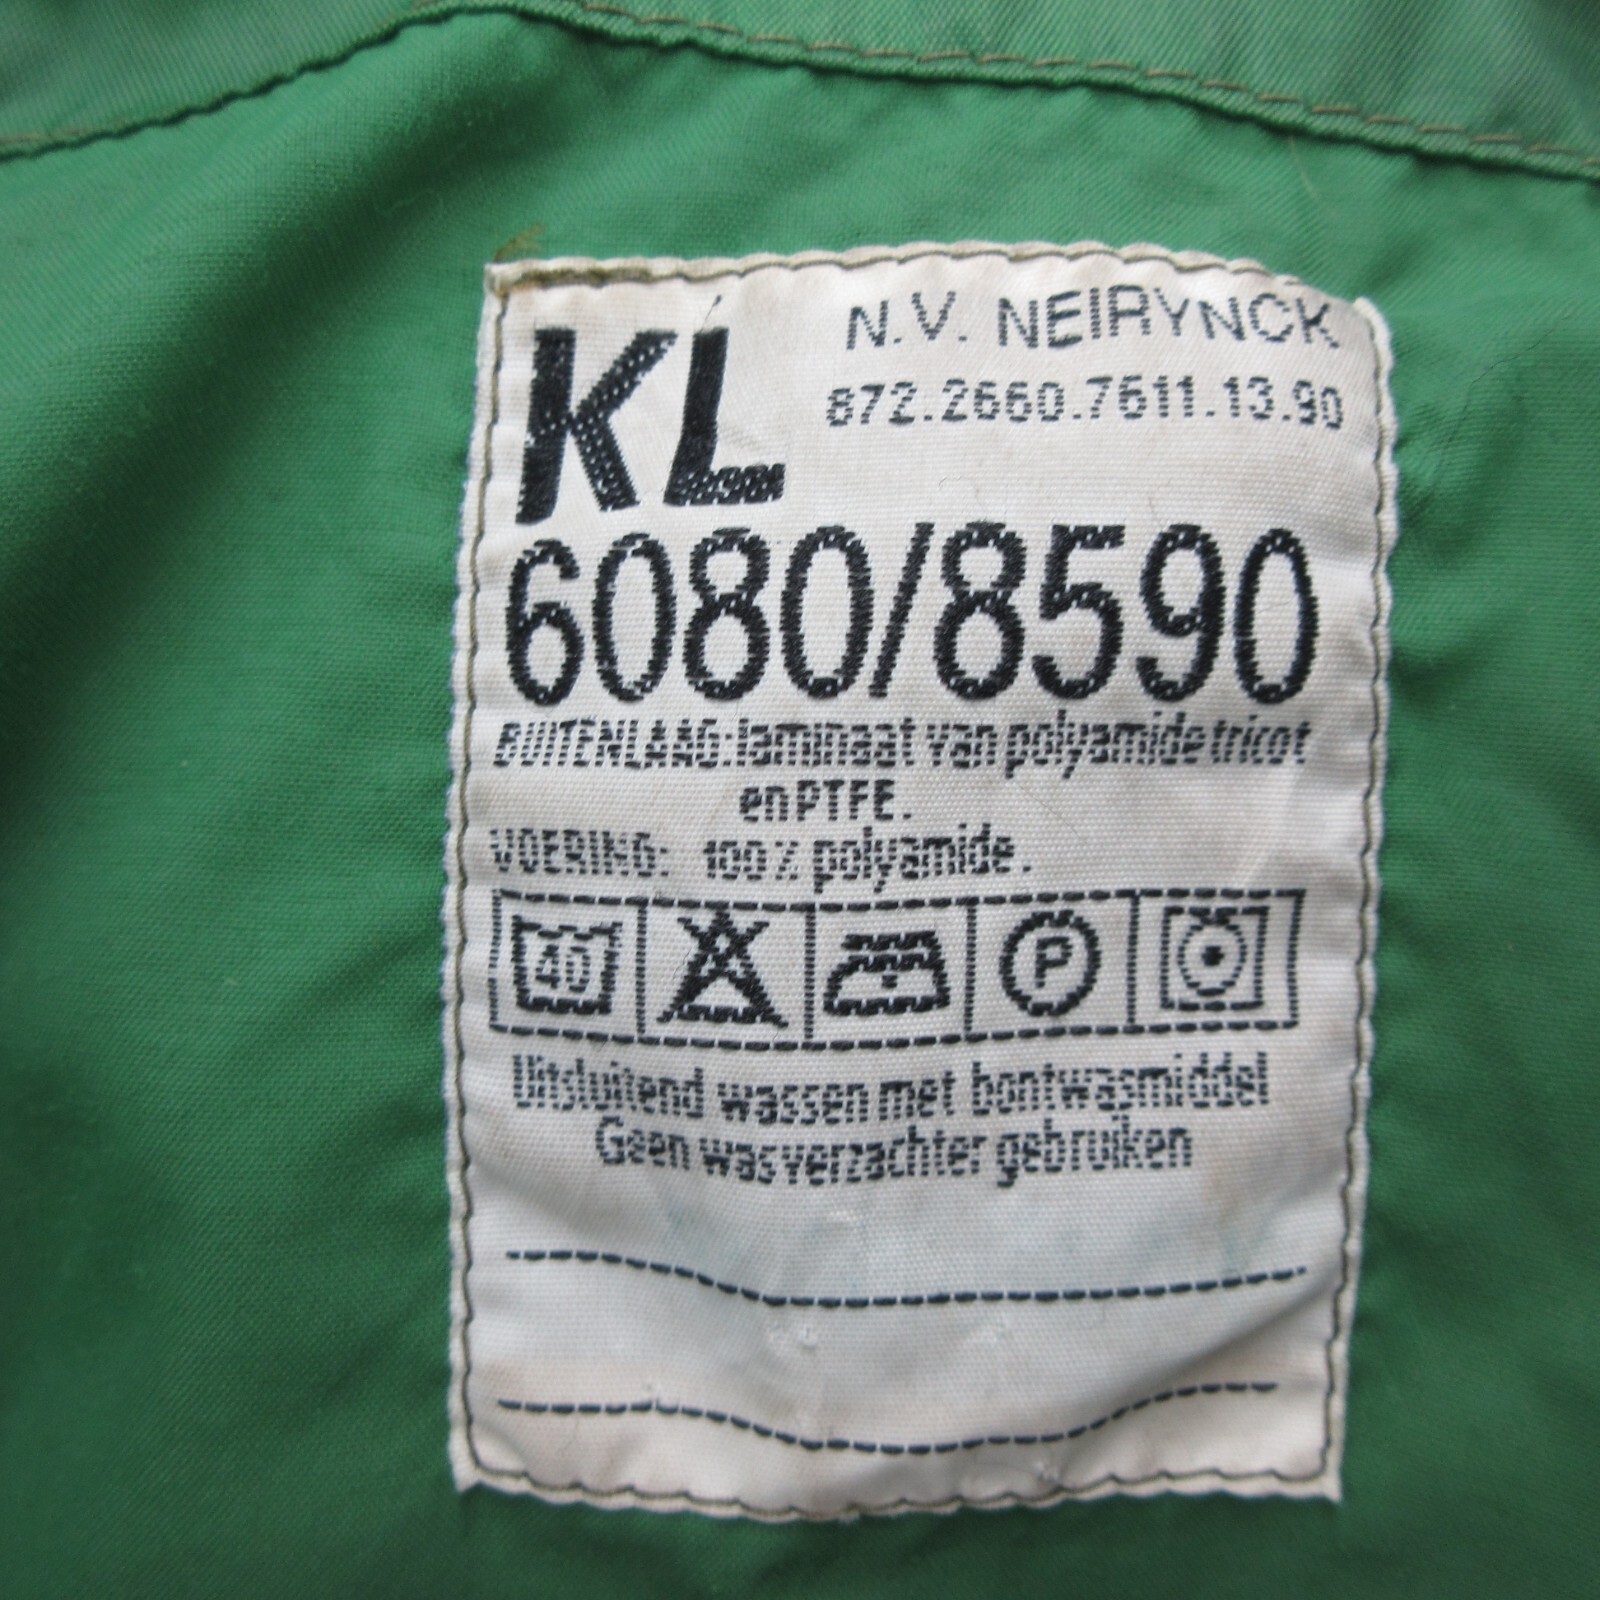 KL
N.V. NEIRYNCK
872.2660.7611.13.90
6080/8590
BUITENLAAG: laminaat van polyamide tricot
en PTFE.
VOERING: 100% polyamide.
40 P
Uitsluitend wassen met bontwasmiddel
Geen wasverzachter gebruiken